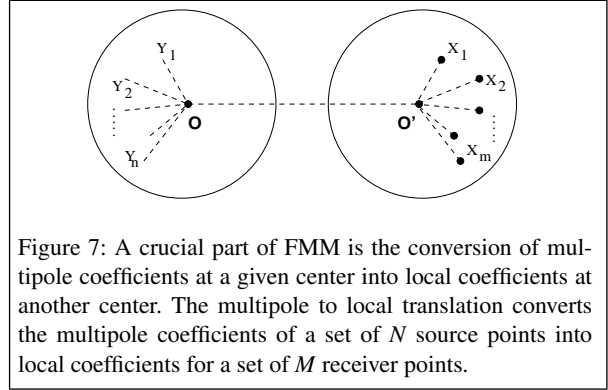 Y1
X1
Y2
X2
O
O'
Yn
Xm
Figure 7: A crucial part of FMM is the conversion of mul-
tipole coefficients at a given center into local coefficients at
another center. The multipole to local translation converts
the multipole coefficients of a set of N source points into
local coefficients for a set of M receiver points.